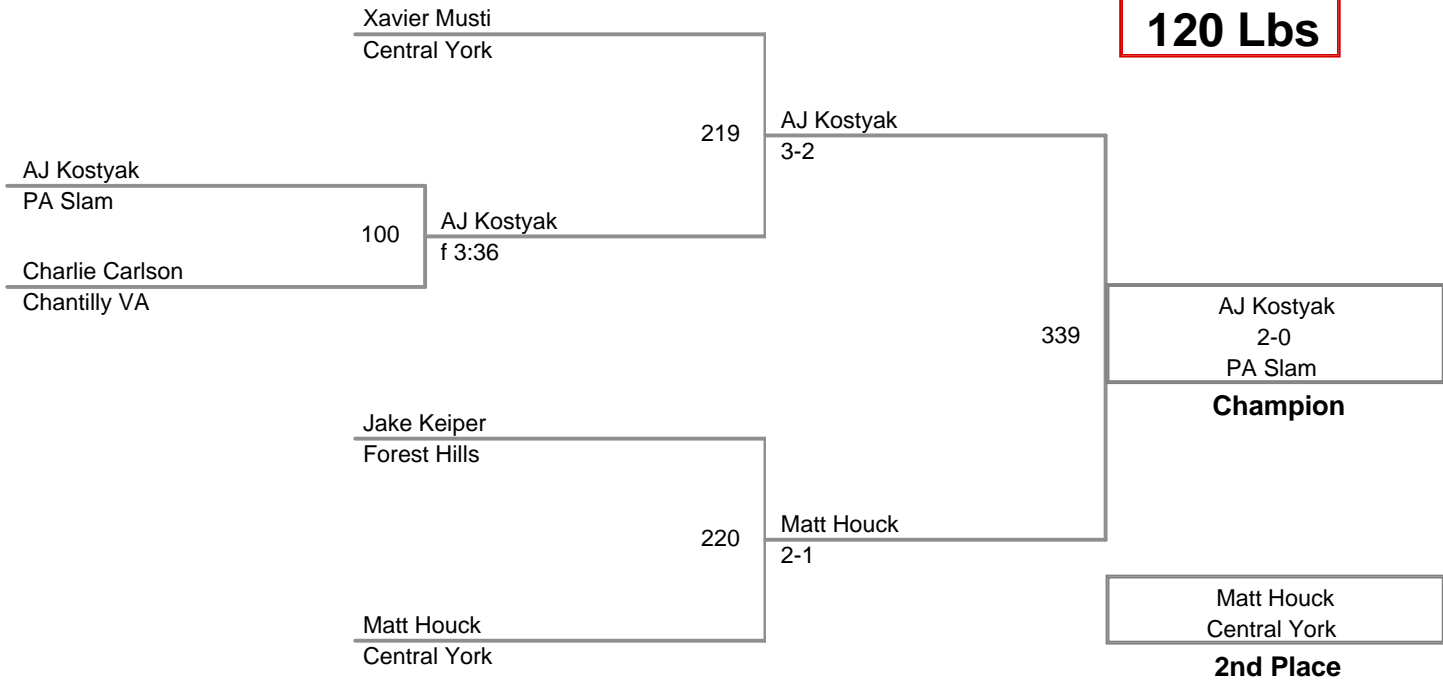 120 Lbs
Xavier Musti
Central York
219
AJ Kostyak
3-2
AJ Kostyak
PA Slam
100
AJ Kostyak
f 3:36
Charlie Carlson
Chantilly VA
339
AJ Kostyak
2-0
PA Slam
Champion
Jake Keiper
Forest Hills
220
Matt Houck
2-1
Matt Houck
Central York
Matt Houck
Central York
2nd Place